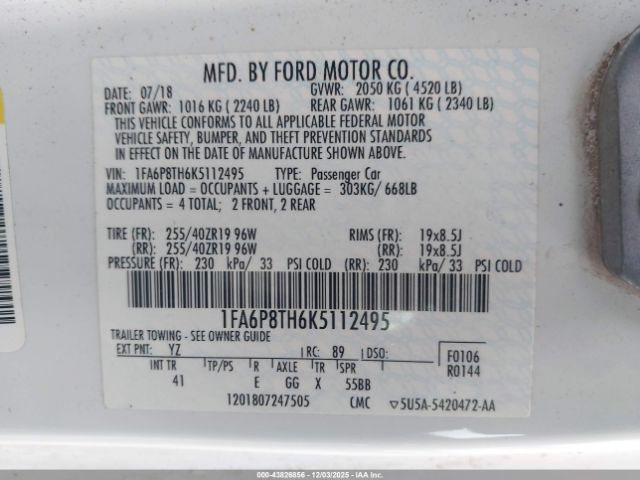 MFD. BY FORD MOTOR CO.
DATE: 07/18 GVWR: 2050 KG ( 4520 LB)
FRONT GAWR: 1016 KG ( 2240 LB) REAR GAWR: 1061 KG ( 2340 LB)
THIS VEHICLE CONFORMS TO ALL APPLICABLE FEDERAL MOTOR
VEHICLE SAFETY, BUMPER, AND THEFT PREVENTION STANDARDS
IN EFFECT ON THE DATE OF MANUFACTURE SHOWN ABOVE.
VIN: 1FA6P8TH6K5112495 TYPE: Passenger Car
MAXIMUM LOAD = OCCUPANTS + LUGGAGE = 303KG/ 668LB
OCCUPANTS = 4 TOTAL; 2 FRONT, 2 REAR
TIRE (FR): 255/40ZR19 96W RIMS (FR): 19x8.5J
(RR): 255/40ZR19 96W (RR): 19x8.5J
PRESSURE (FR): 230 kPa/ 33 PSI COLD (RR): 230 kPa/ 33 PSI COLD
1FA6P8TH6K5112495
TRAILER TOWING - SEE OWNER GUIDE
EXT PNT: YZ RC: 89 DSO: F0106
INT TR TP/PS R AXLE TR SPR R0144
41 E GG X 55BB
1201807247505 CMC 5U5A-5420472-AA
000-43826856 - 12/03/2025 - IAA Inc.